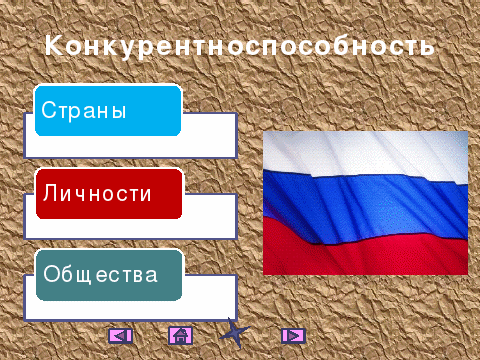 Конкурентноспособность
Страны
Личности
Общества